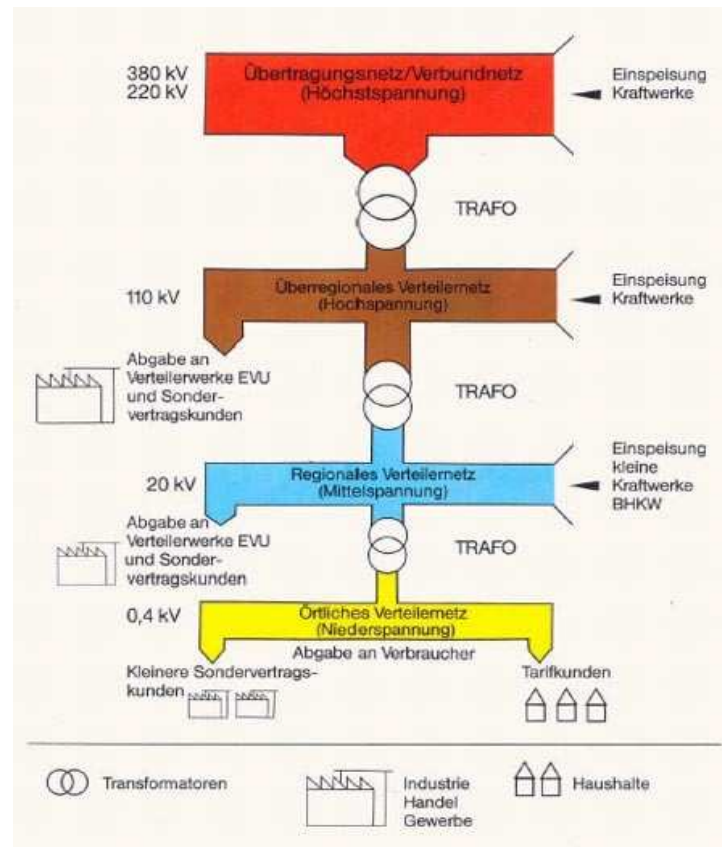 380 kV
220 kV
Übertragungsnetz/Verbundnetz
(Höchstspannung)
Einspeisung
Kraftwerke
TRAFO
110 kV
Überregionales Verteilernetz
(Hochspannung)
Einspeisung
Kraftwerke
Abgabe an
Verteilerwerke EVU
und Sonder-
vertragskunden
TRAFO
20 kV
Regionales Verteilernetz
(Mittelspannung)
Einspeisung
kleine
Kraftwerke
BHKW
Abgabe an
Verteilerwerke EVU
und Sonder-
vertragskunden
TRAFO
0,4 kV
Örtliches Verteilernetz
(Niederspannung)
Abgabe an Verbraucher
Kleinere Sondervertrags-
kunden
Tarifkunden
Transformatoren
Industrie
Handel
Gewerbe
Haushalte